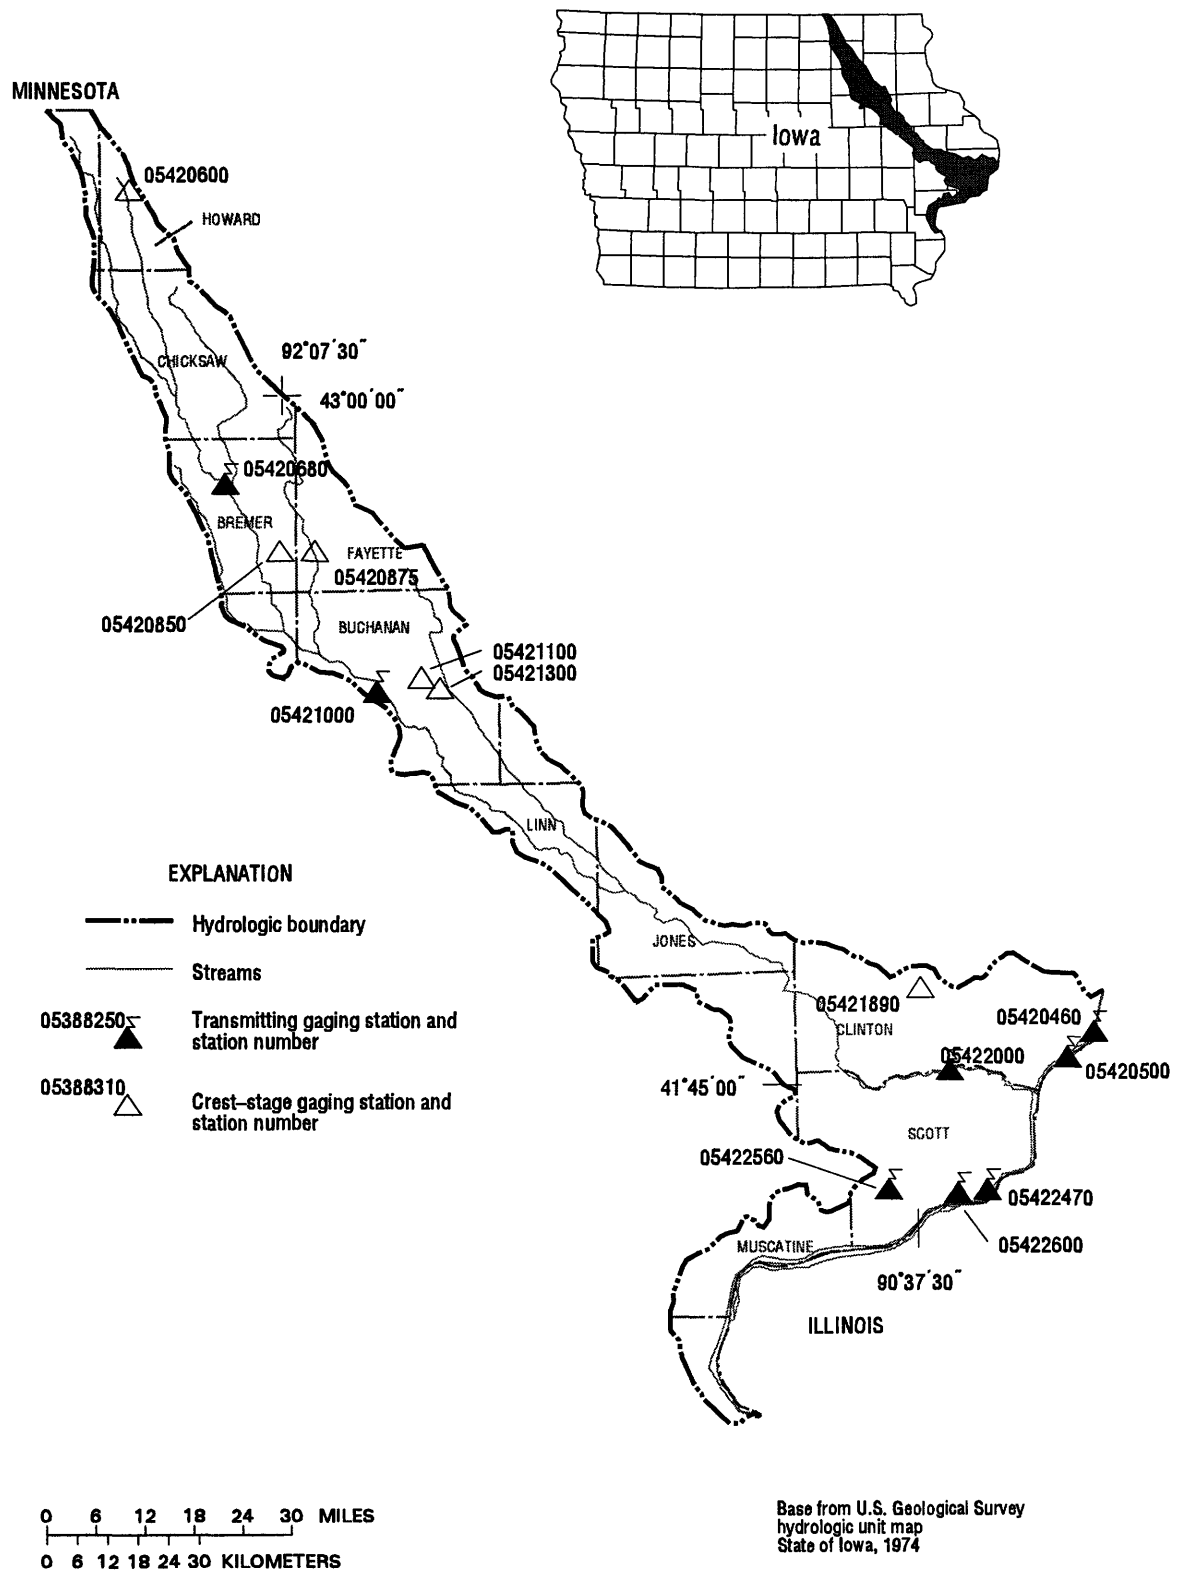 Iowa
MINNESOTA
05420600
HOWARD
CHICKSAW
92°07'30"
43°00'00"
05420680
BREMER
FAYETTE
05420875
05420850
BUCHANAN
05421100
05421300
05421000
LINN
JONES
EXPLANATION
Hydrologic boundary
Streams
05388250
Transmitting gaging station and
station number
05388310
Crest–stage gaging station and
station number
05421890
CLINTON
05420460
05422000
05420500
41°45'00"
SCOTT
05422560
05422470
05422600
MUSCATINE
90°37'30"
ILLINOIS
0 6 12 18 24 30 MILES
0 6 12 18 24 30 KILOMETERS
Base from U.S. Geological Survey
hydrologic unit map
State of Iowa, 1974